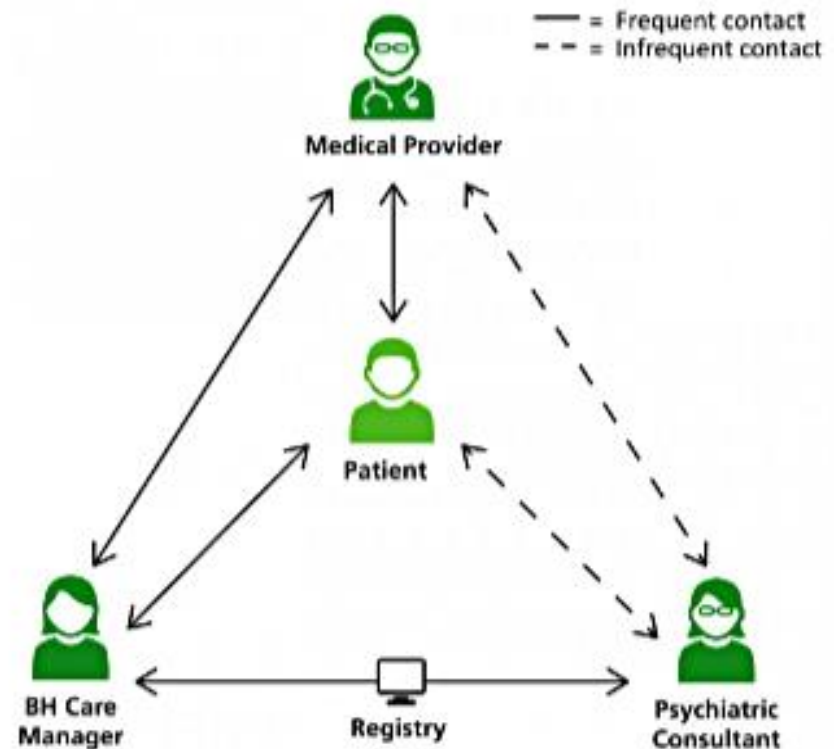 = Frequent contact
= Infrequent contact
Medical Provider
Patient
BH Care
Manager
Registry
Psychiatric
Consultant